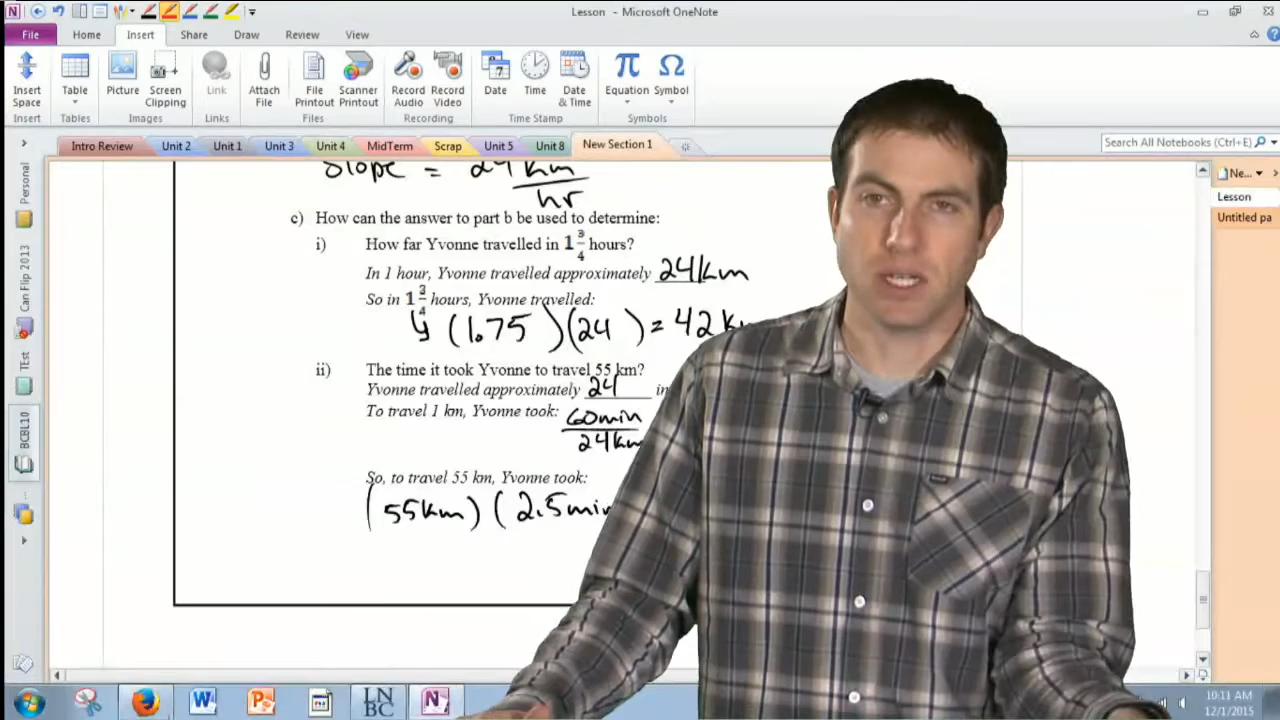 Lesson - Microsoft OneNote
File Home Insert Share Draw Review View
Insert Space Table Picture Screen Clipping Link Attach File File Printout Scanner Printout Record Audio Record Video Date Time Date & Time Equation Symbol
Insert Tables Images Links Files Recording Time Stamp Symbols
Intro Review Unit 2 Unit 1 Unit 3 Unit 4 MidTerm Scrap Unit 5 Unit 8 New Section 1
Search All Notebooks (Ctrl+E)
Ne...
Lesson
Untitled pa
Personal
Can Flip 2013
TEst
BCBL10
Slope = 24 km
hr
c) How can the answer to part b be used to determine:
i) How far Yvonne travelled in 1 3/4 hours?
In 1 hour, Yvonne travelled approximately 24 km
So in 1 3/4 hours, Yvonne travelled:
(1.75)(24) = 42 k
ii) The time it took Yvonne to travel 55 km?
Yvonne travelled approximately 24 in
To travel 1 km, Yvonne took: 60min
24km
So, to travel 55 km, Yvonne took:
(55km) (2.5min
LN
BC
10:11 AM
12/1/2015